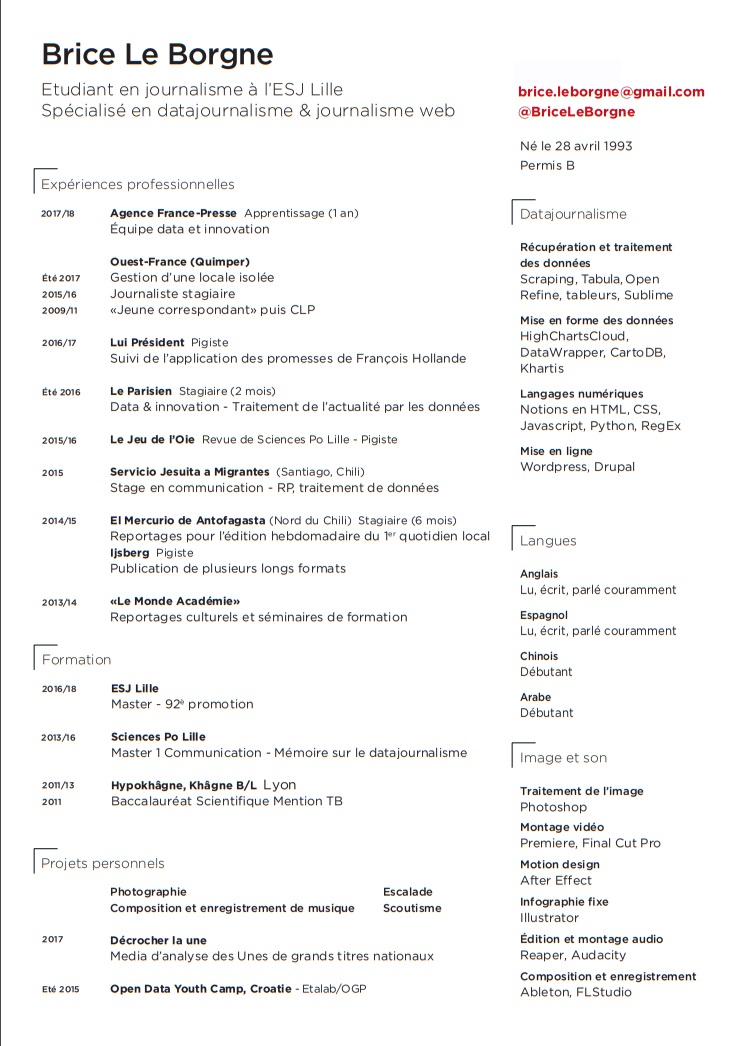 Brice Le Borgne
Etudiant en journalisme à l'ESJ Lille
Spécialisé en datajournalisme & journalisme web
brice.leborgne@gmail.com
@BriceLeBorgne
Né le 28 avril 1993
Permis B
Expériences professionnelles
2017/18 Agence France-Presse Apprentissage (1 an)
Équipe data et innovation
Ouest-France (Quimper)
Été 2017 Gestion d'une locale isolée
2015/16 Journaliste stagiaire
2009/11 «Jeune correspondant» puis CLP
2016/17 Lui Président Pigiste
Suivi de l'application des promesses de François Hollande
Été 2016 Le Parisien Stagiaire (2 mois)
Data & innovation - Traitement de l'actualité par les données
2015/16 Le Jeu de l'Oie Revue de Sciences Po Lille - Pigiste
2015 Servicio Jesuita a Migrantes (Santiago, Chili)
Stage en communication - RP, traitement de données
2014/15 El Mercurio de Antofagasta (Nord du Chili) Stagiaire (6 mois)
Reportages pour l'édition hebdomadaire du 1er quotidien local
Ijsberg Pigiste
Publication de plusieurs longs formats
2013/14 «Le Monde Académie»
Reportages culturels et séminaires de formation
Formation
2016/18 ESJ Lille
Master - 92e promotion
2013/16 Sciences Po Lille
Master 1 Communication - Mémoire sur le datajournalisme
2011/13 Hypokhâgne, Khâgne B/L Lyon
2011 Baccalauréat Scientifique Mention TB
Projets personnels
Photographie Escalade
Composition et enregistrement de musique Scoutisme
2017 Décrocher la une
Media d'analyse des Unes de grands titres nationaux
Eté 2015 Open Data Youth Camp, Croatie - Etalab/OGP
Datajournalisme
Récupération et traitement
des données
Scraping, Tabula, Open
Refine, tableurs, Sublime
Mise en forme des données
HighChartsCloud,
DataWrapper, CartoDB,
Khartis
Langages numériques
Notions en HTML, CSS,
Javascript, Python, RegEx
Mise en ligne
Wordpress, Drupal
Langues
Anglais
Lu, écrit, parlé couramment
Espagnol
Lu, écrit, parlé couramment
Chinois
Débutant
Arabe
Débutant
Image et son
Traitement de l'image
Photoshop
Montage vidéo
Premiere, Final Cut Pro
Motion design
After Effect
Infographie fixe
Illustrator
Édition et montage audio
Reaper, Audacity
Composition et enregistrement
Ableton, FLStudio